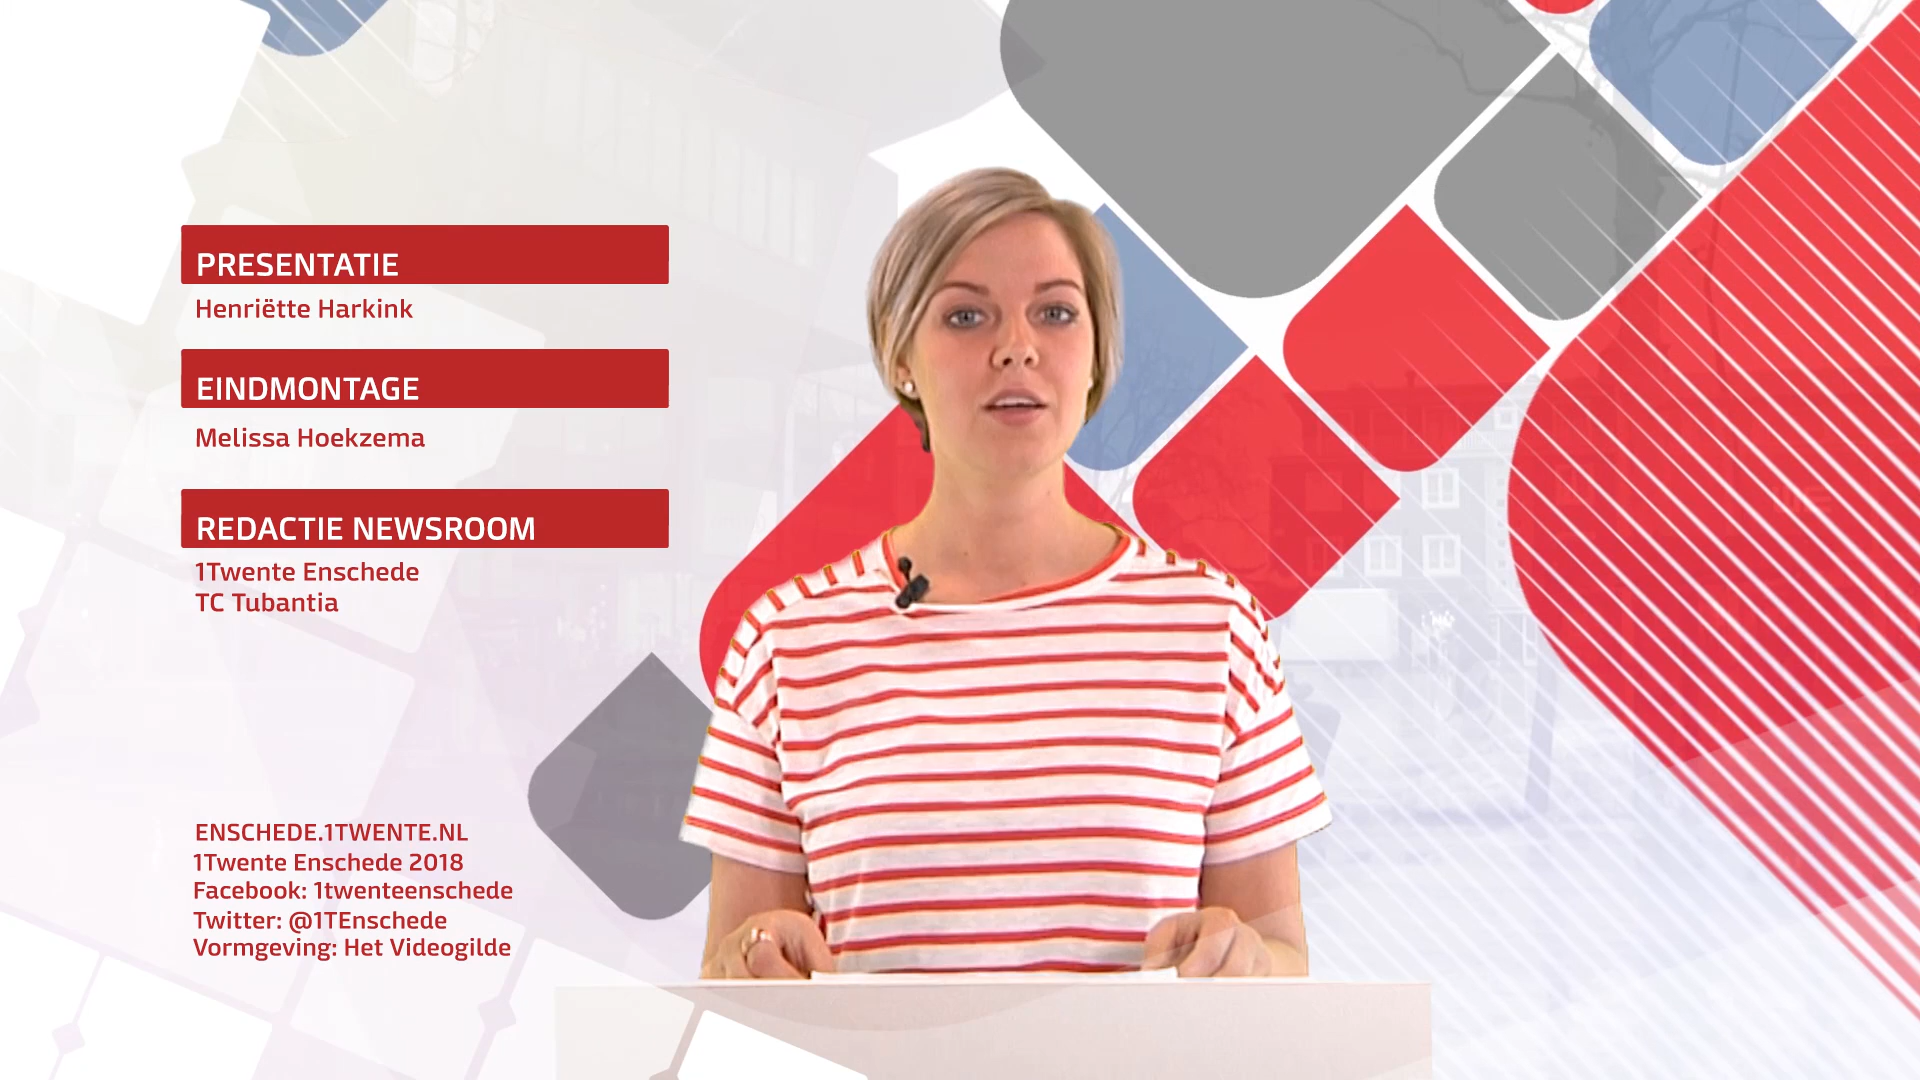 PRESENTATIE
Henriëtte Harkink
EINDMONTAGE
Melissa Hoekzema
REDACTIE NEWSROOM
1Twente Enschede
TC Tubantia
ENSCHEDE.1TWENTE.NL
1Twente Enschede 2018
Facebook: 1twenteenschede
Twitter: @1TEnschede
Vormgeving: Het Videogilde